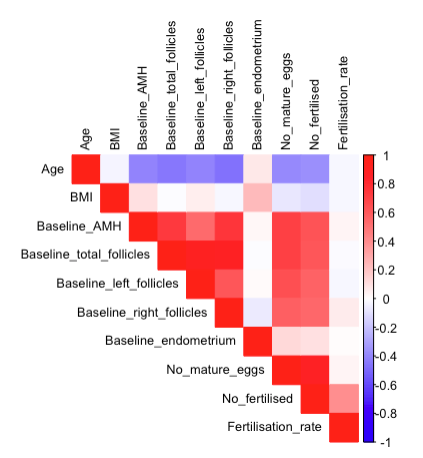 Age
BMI
Baseline_AMH
Baseline_total_follicles
Baseline_left_follicles
Baseline_right_follicles
Baseline_endometrium
No_mature_eggs
No_fertilised
Fertilisation_rate
Age
BMI
Baseline_AMH
Baseline_total_follicles
Baseline_left_follicles
Baseline_right_follicles
Baseline_endometrium
No_mature_eggs
No_fertilised
Fertilisation_rate
1
0.8
0.6
0.4
0.2
0
-0.2
-0.4
-0.6
-0.8
-1